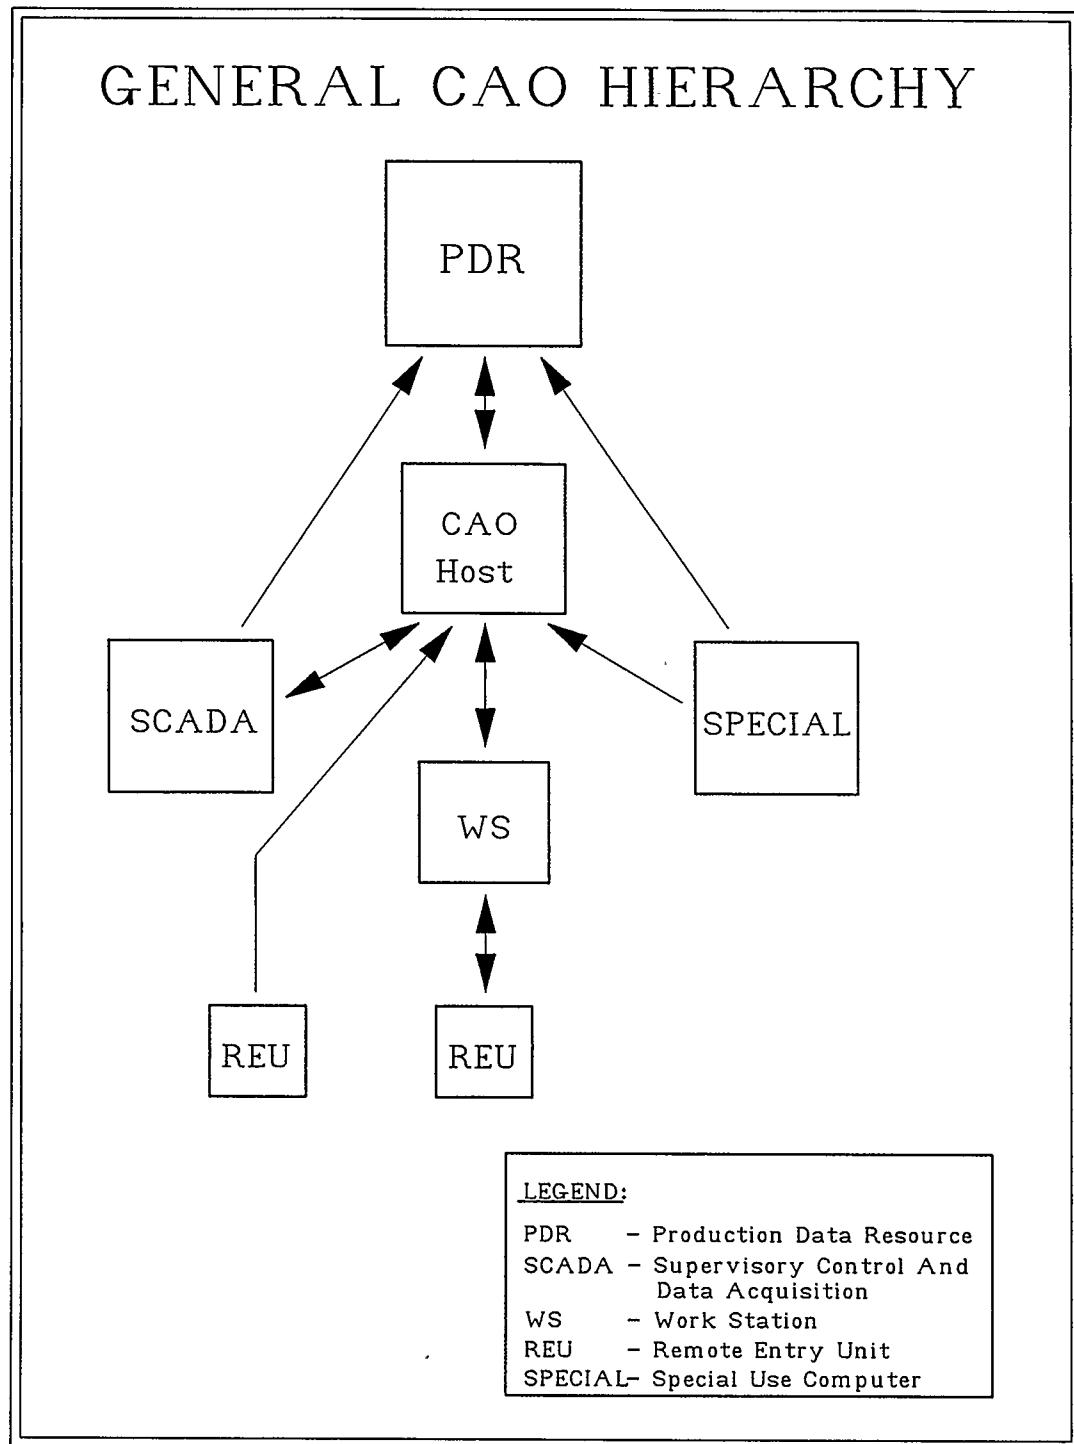 GENERAL CAO HIERARCHY
PDR
CAO
Host
SCADA
SPECIAL
WS
REU
REU
LEGEND:
PDR - Production Data Resource
SCADA - Supervisory Control And
Data Acquisition
WS - Work Station
REU - Remote Entry Unit
SPECIAL- Special Use Computer